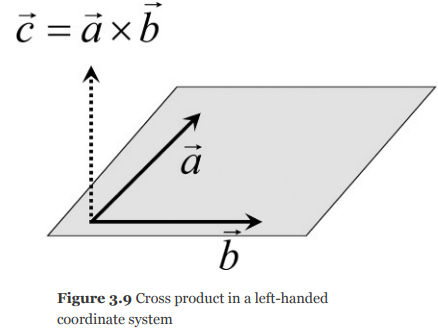 c⃗ = a⃗ × b⃗
a⃗
b⃗
Figure 3.9 Cross product in a left-handed
coordinate system